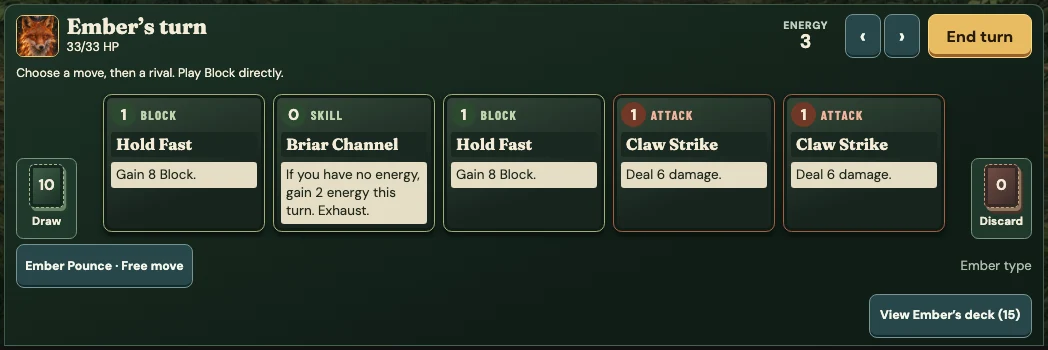 Ember's turn
33/33 HP
ENERGY
3
‹
›
End turn
Choose a move, then a rival. Play Block directly.
10
Draw
1 BLOCK
Hold Fast
Gain 8 Block.
0 SKILL
Briar Channel
If you have no energy,
gain 2 energy this
turn. Exhaust.
1 BLOCK
Hold Fast
Gain 8 Block.
1 ATTACK
Claw Strike
Deal 6 damage.
1 ATTACK
Claw Strike
Deal 6 damage.
0
Discard
Ember Pounce · Free move
Ember type
View Ember's deck (15)